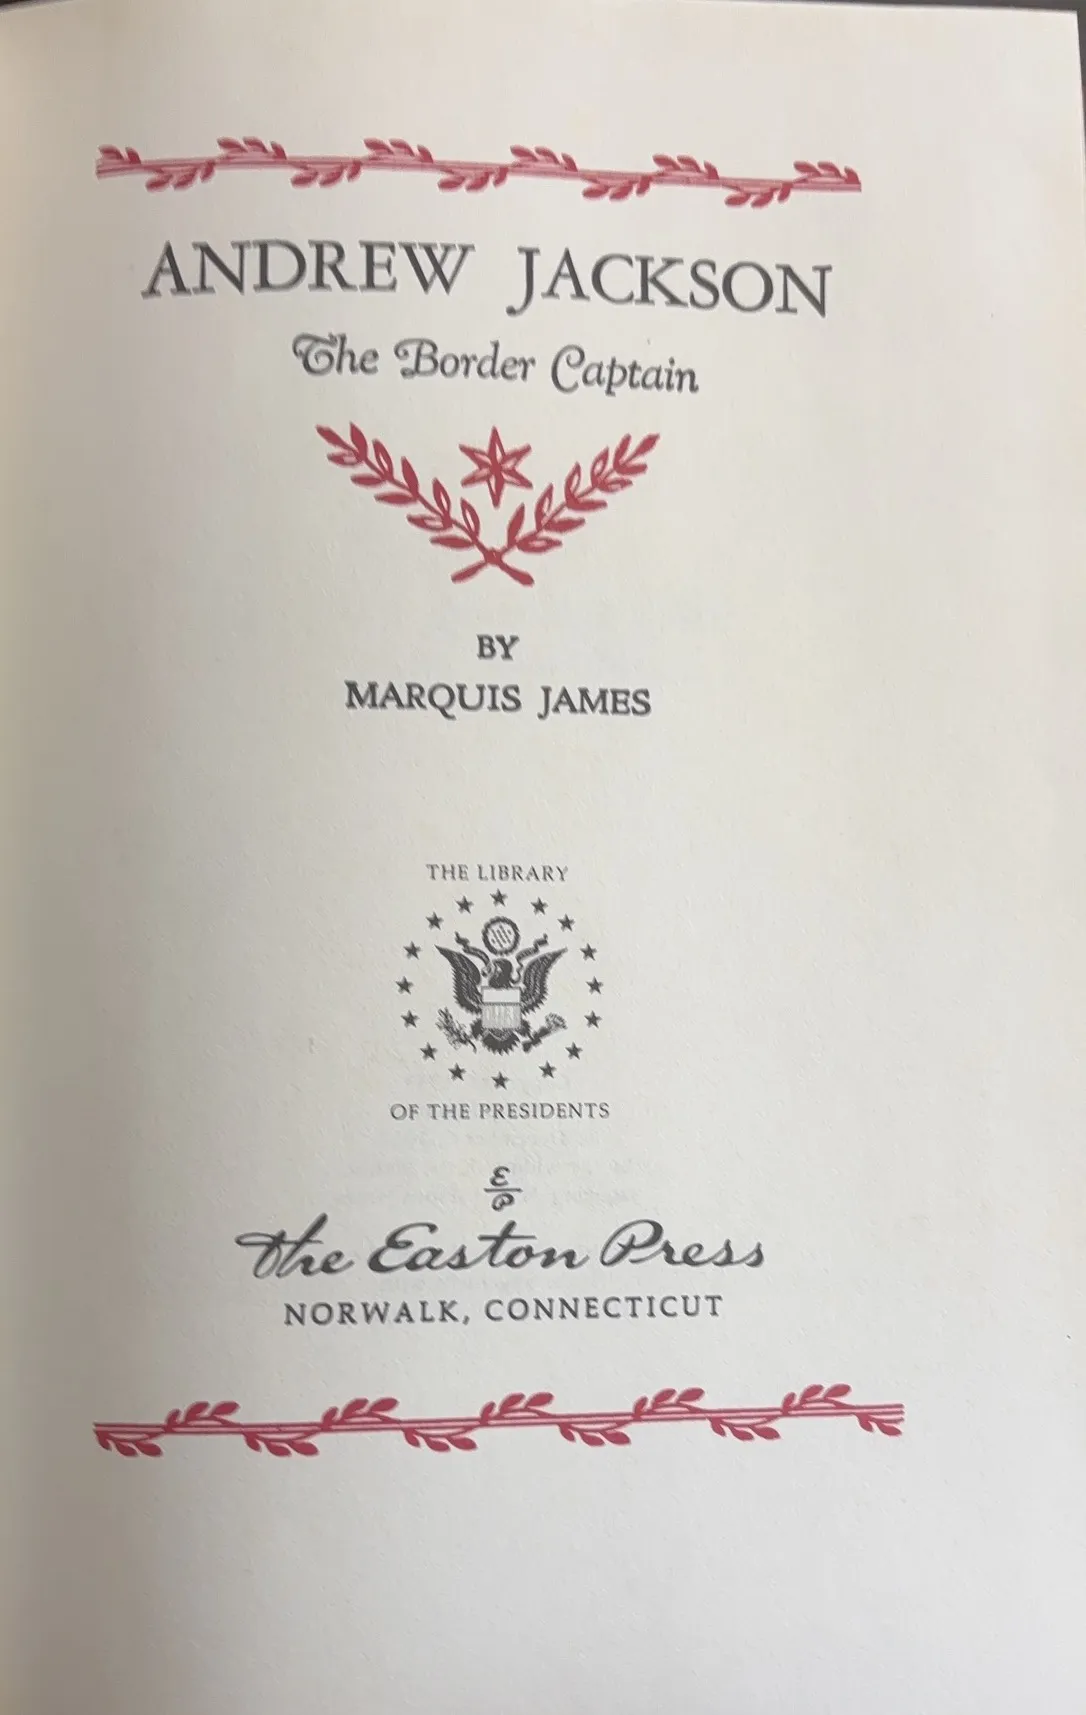 ANDREW JACKSON
The Border Captain
BY
MARQUIS JAMES
THE LIBRARY
OF THE PRESIDENTS
E
P
The Easton Press
NORWALK, CONNECTICUT